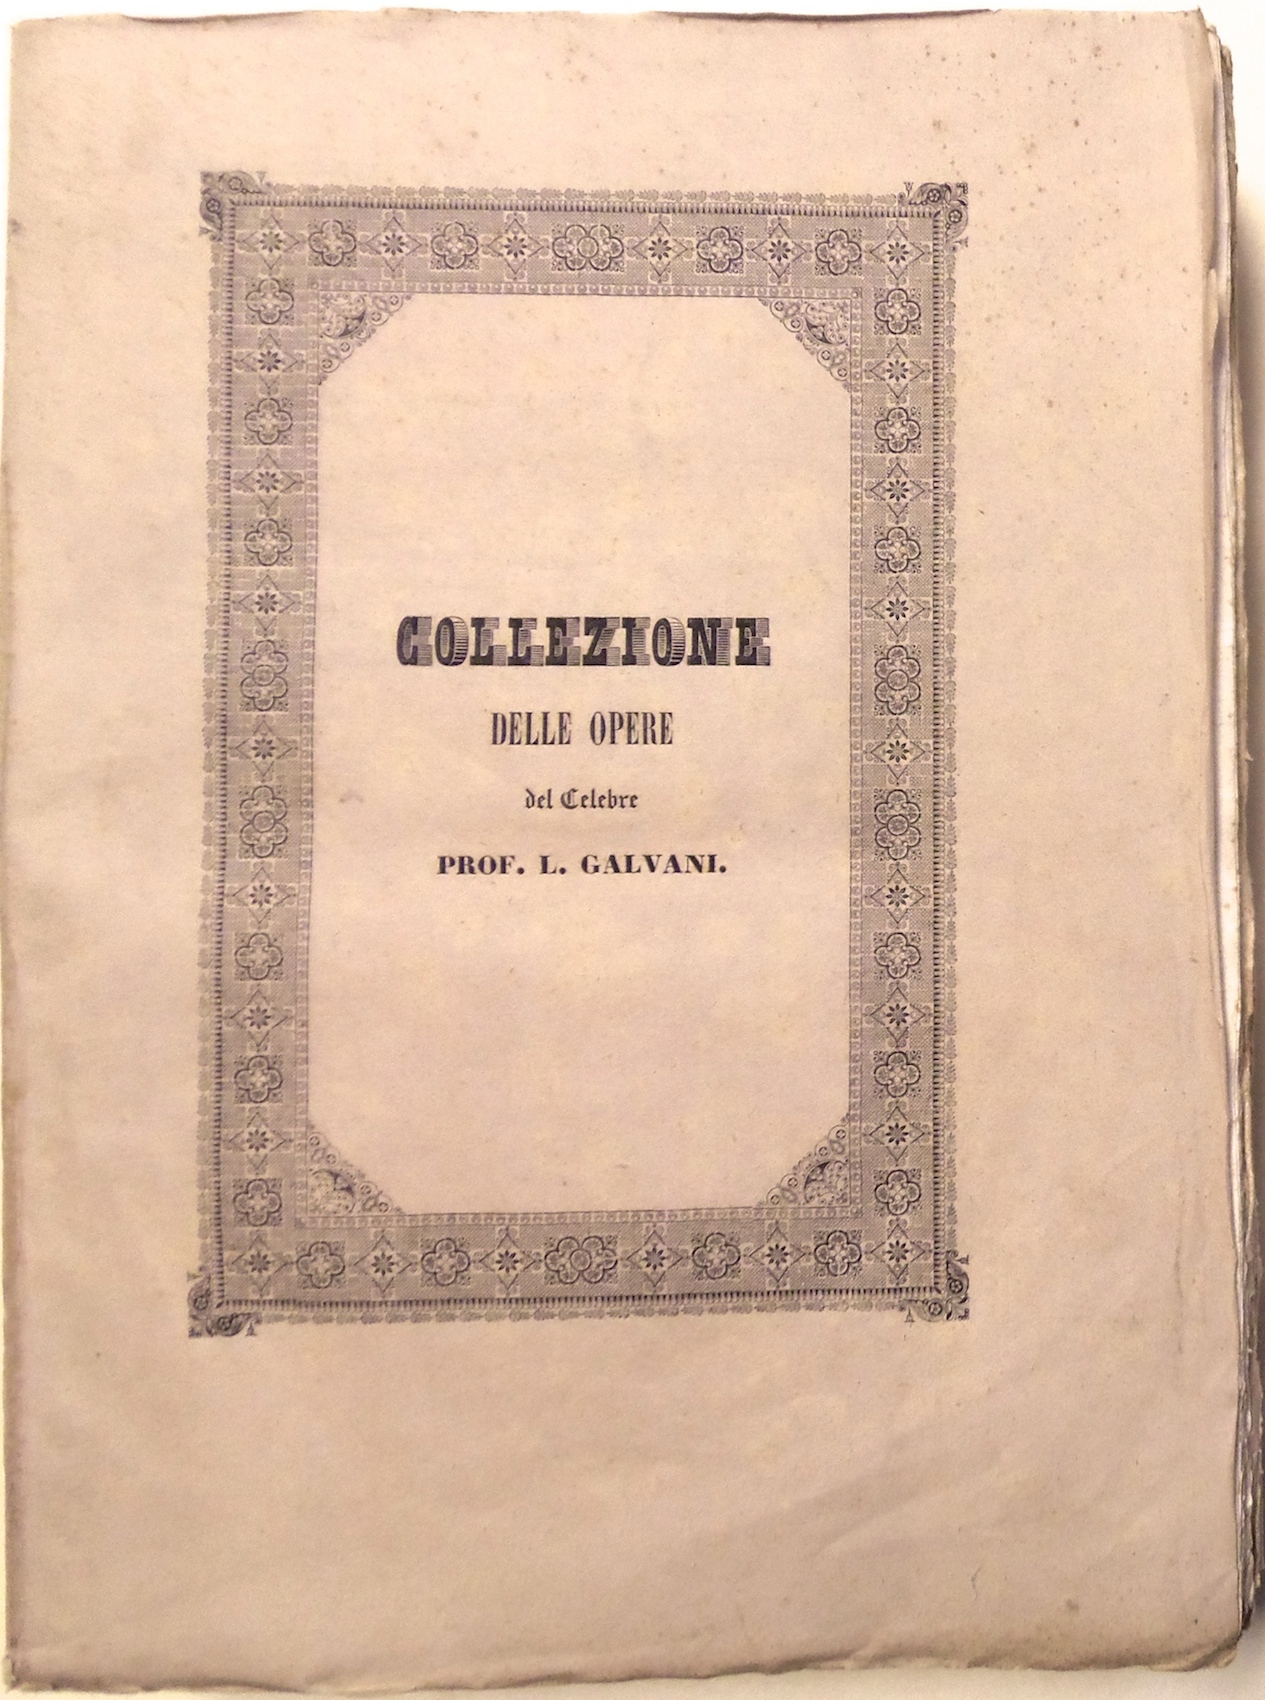 COLLEZIONE
DELLE OPERE
del Celebre
PROF. L. GALVANI.